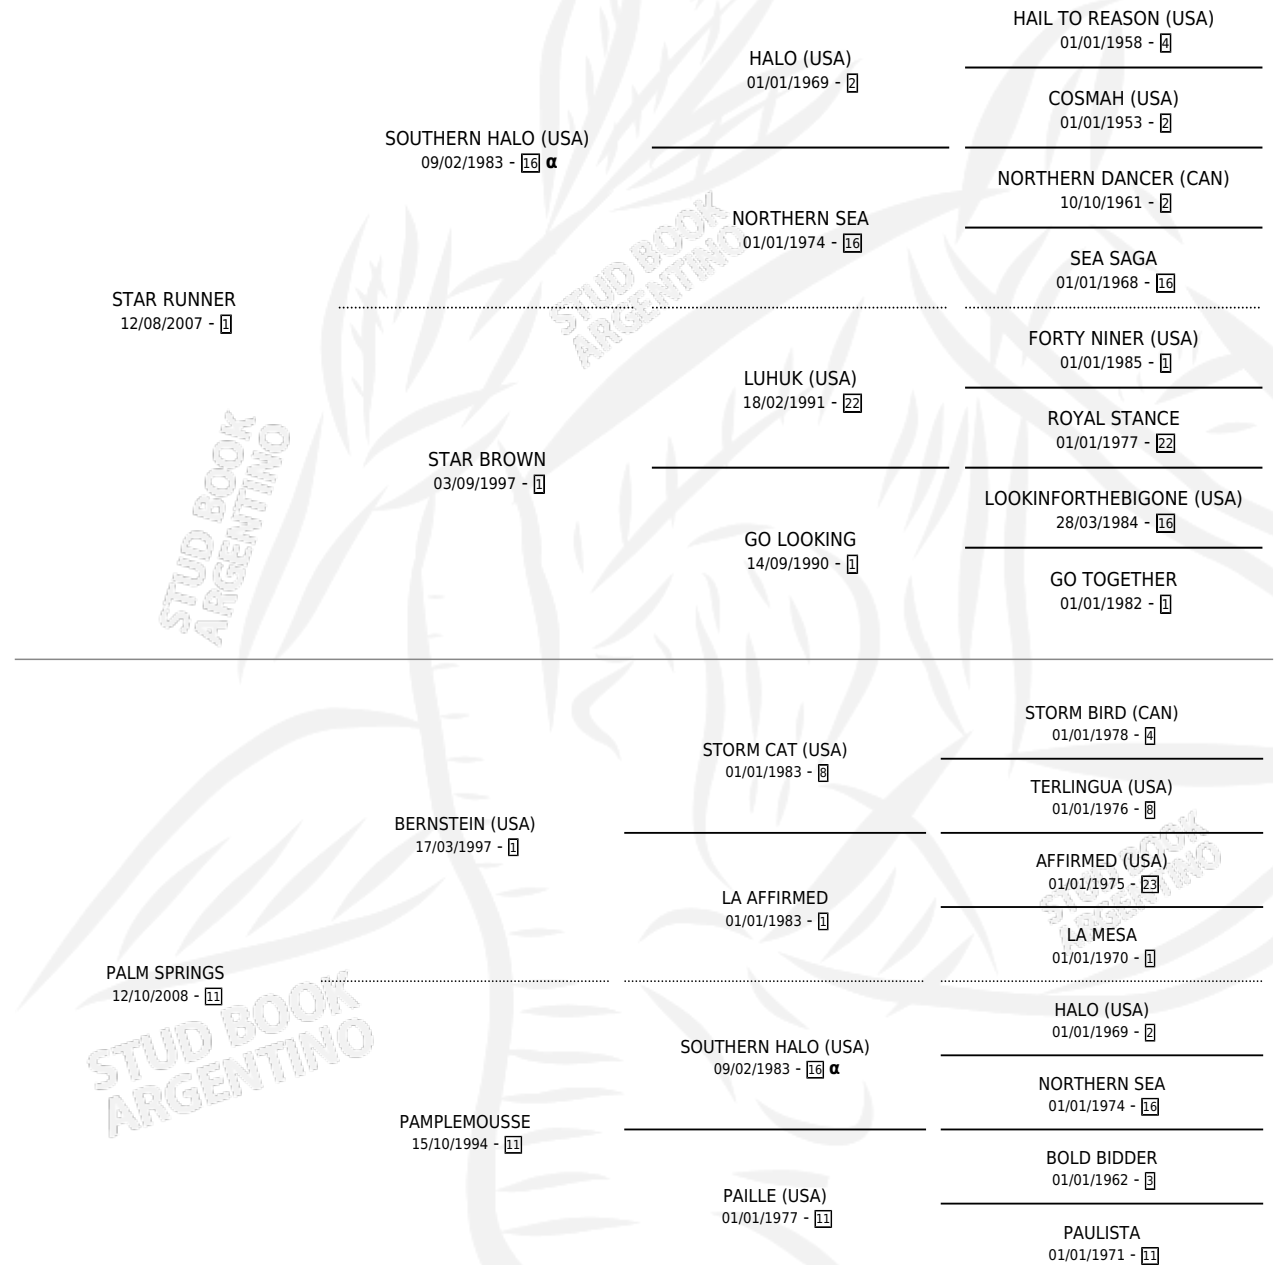 HAIL TO REASON (USA)
01/01/1958 - 4
HALO (USA)
01/01/1969 - 2
COSMAH (USA)
01/01/1953 - 2
SOUTHERN HALO (USA)
09/02/1983 - 16 α
NORTHERN DANCER (CAN)
10/10/1961 - 2
NORTHERN SEA
01/01/1974 - 16
SEA SAGA
01/01/1968 - 16
STAR RUNNER
12/08/2007 - 1
FORTY NINER (USA)
01/01/1985 - 1
LUHUK (USA)
18/02/1991 - 22
ROYAL STANCE
01/01/1977 - 22
STAR BROWN
03/09/1997 - 1
LOOKINFORTHEBIGONE (USA)
28/03/1984 - 16
GO LOOKING
14/09/1990 - 1
GO TOGETHER
01/01/1982 - 1
STORM BIRD (CAN)
01/01/1978 - 4
STORM CAT (USA)
01/01/1983 - 8
TERLINGUA (USA)
01/01/1976 - 8
BERNSTEIN (USA)
17/03/1997 - 1
AFFIRMED (USA)
01/01/1975 - 23
LA AFFIRMED
01/01/1983 - 1
LA MESA
01/01/1970 - 1
PALM SPRINGS
12/10/2008 - 11
HALO (USA)
01/01/1969 - 2
SOUTHERN HALO (USA)
09/02/1983 - 16 α
NORTHERN SEA
01/01/1974 - 16
PAMPLEMOUSSE
15/10/1994 - 11
BOLD BIDDER
01/01/1962 - 3
PAILLE (USA)
01/01/1977 - 11
PAULISTA
01/01/1971 - 11
STUD BOOK
ARGENTINO
STUD BOOK
ARGENTINO
STUD BOOK
ARGENTINO
STUD BOOK
ARGENTINO